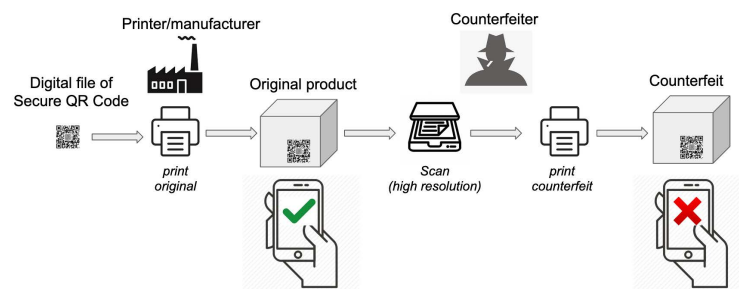 Printer/manufacturer
Counterfeiter
Digital file of
Secure QR Code
Original product
Counterfeit
print
original
Scan
(high resolution)
print
counterfeit